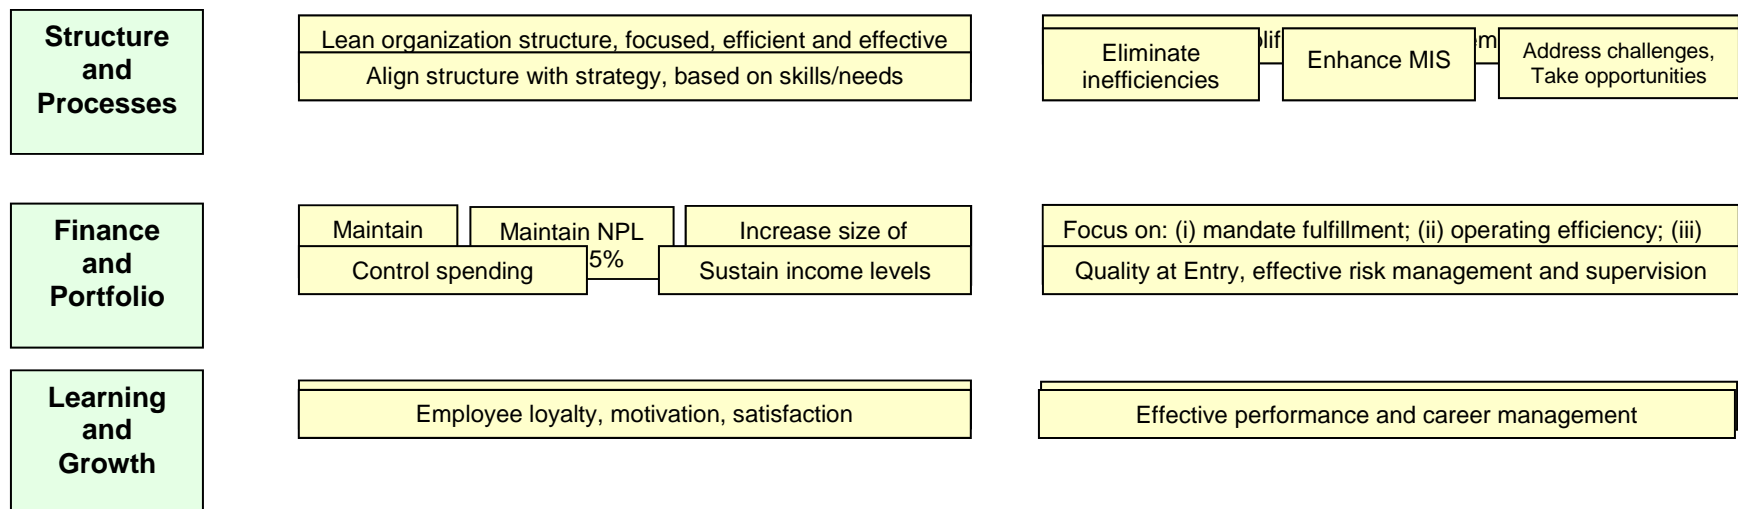 Structure
and
Processes
Lean organization structure, focused, efficient and effective
Align structure with strategy, based on skills/needs
Eliminate
inefficiencies
Enhance MIS
Address challenges,
Take opportunities
Finance
and
Portfolio
Maintain
Maintain NPL
5%
Increase size of
Control spending
Sustain income levels
Focus on: (i) mandate fulfillment; (ii) operating efficiency; (iii)
Quality at Entry, effective risk management and supervision
Learning
and
Growth
Employee loyalty, motivation, satisfaction
Effective performance and career management